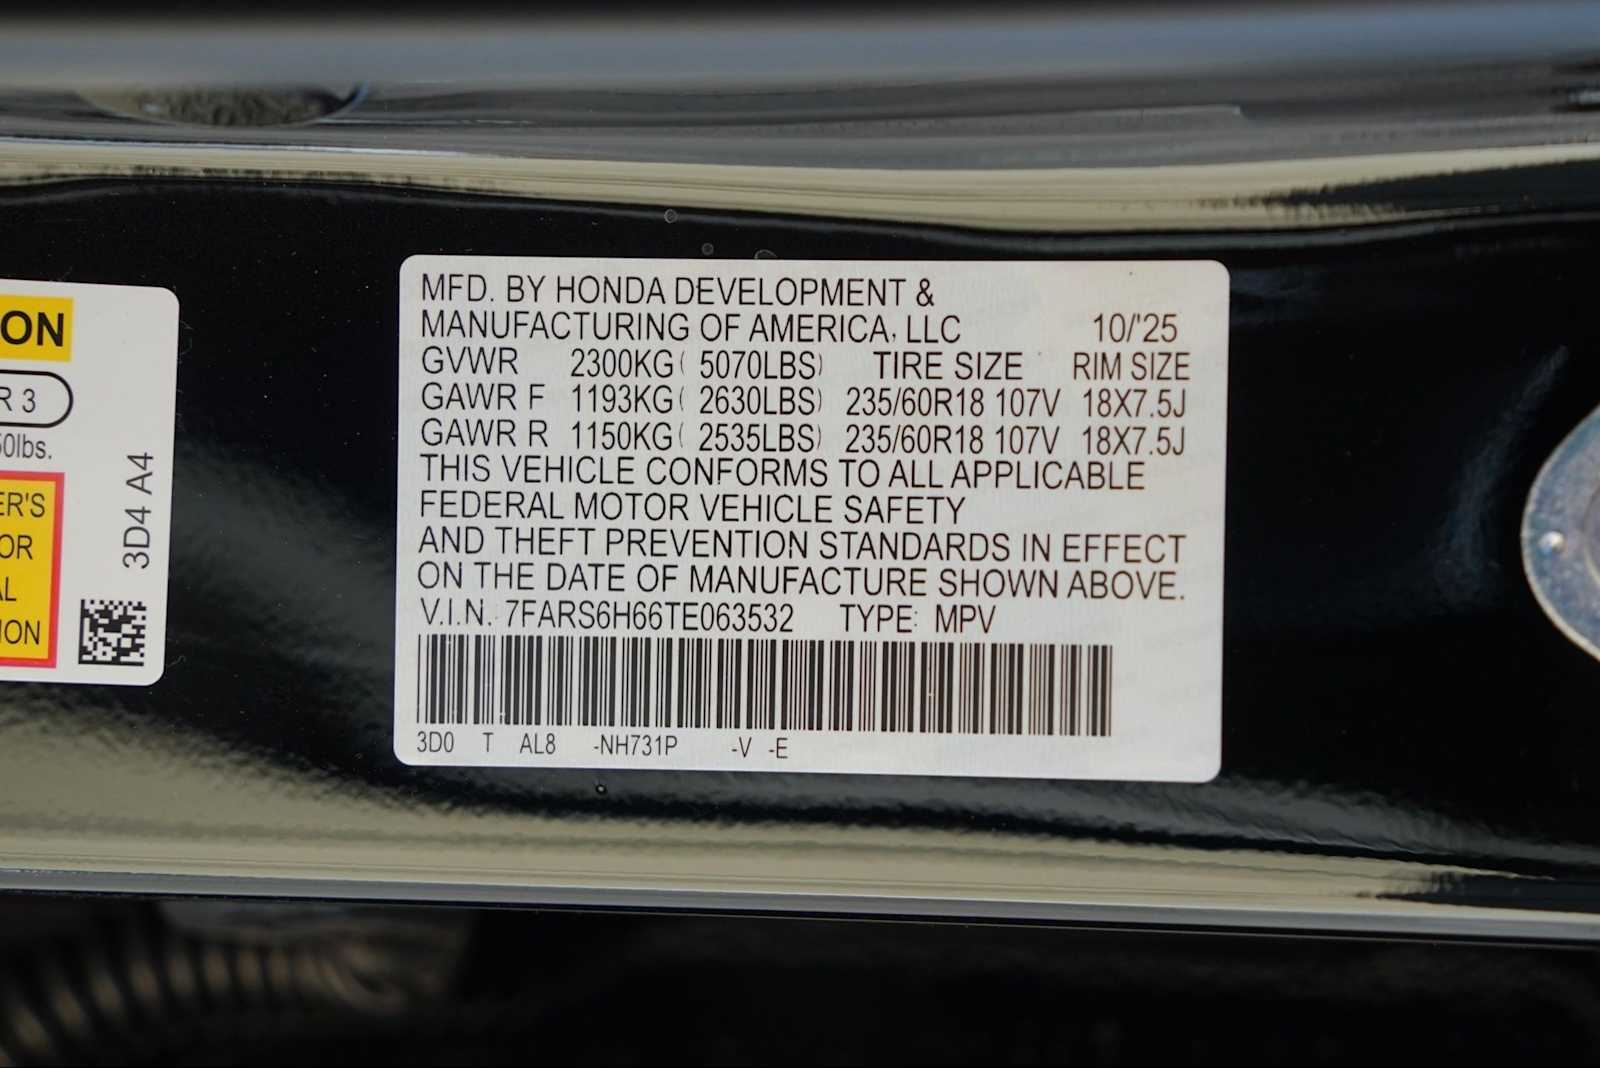 ON
R 3
50lbs.
ER'S
OR
AL
ION
3D4 A4
MFD. BY HONDA DEVELOPMENT &
MANUFACTURING OF AMERICA, LLC 10/'25
GVWR 2300KG( 5070LBS) TIRE SIZE RIM SIZE
GAWR F 1193KG( 2630LBS) 235/60R18 107V 18X7.5J
GAWR R 1150KG( 2535LBS) 235/60R18 107V 18X7.5J
THIS VEHICLE CONFORMS TO ALL APPLICABLE
FEDERAL MOTOR VEHICLE SAFETY
AND THEFT PREVENTION STANDARDS IN EFFECT
ON THE DATE OF MANUFACTURE SHOWN ABOVE.
V.I.N. 7FARS6H66TE063532 TYPE: MPV
3D0 T AL8 -NH731P -V -E